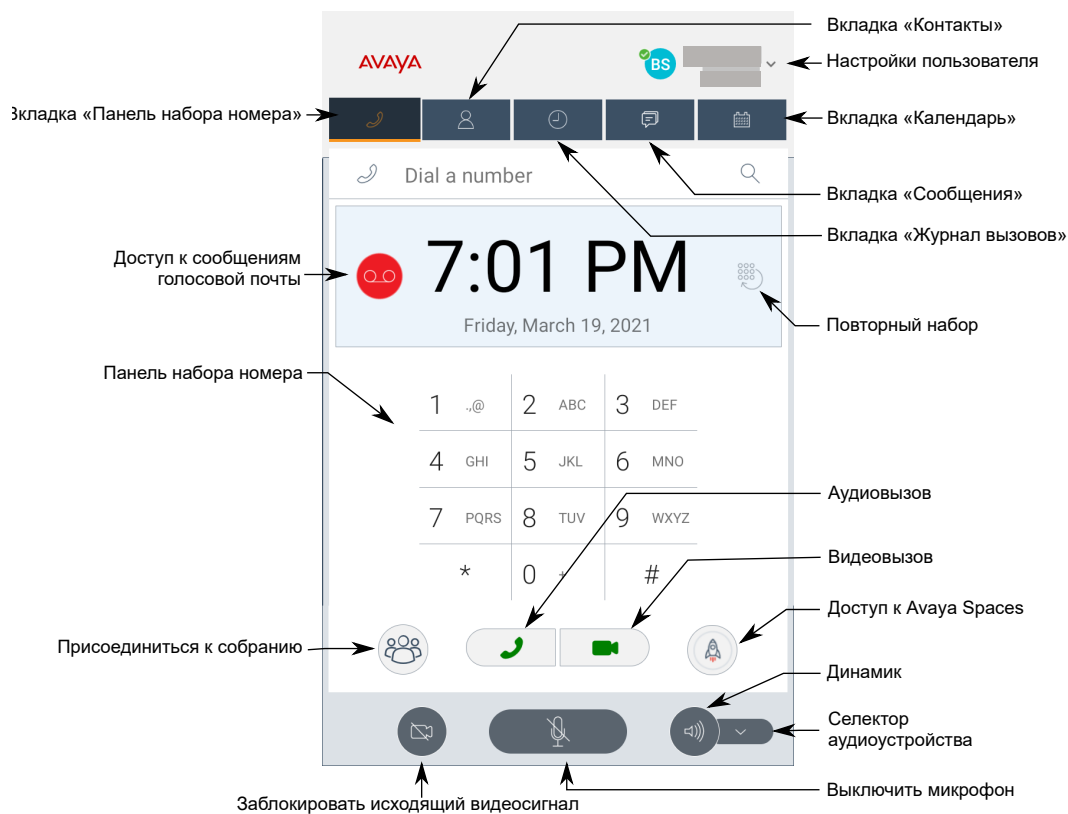 Вкладка «Контакты»
AVAYA
BS
Настройки пользователя
Вкладка «Панель набора номера»
Вкладка «Календарь»
Dial a number
Вкладка «Сообщения»
Вкладка «Журнал вызовов»
Доступ к сообщениям
голосовой почты
7:01 PM
Friday, March 19, 2021
Повторный набор
Панель набора номера
1 .,@ 2 ABC 3 DEF
4 GHI 5 JKL 6 MNO
7 PQRS 8 TUV 9 WXYZ
* 0 + #
Аудиовызов
Видеовызов
Доступ к Avaya Spaces
Присоединиться к собранию
Динамик
Селектор
аудиоустройства
Выключить микрофон
Заблокировать исходящий видеосигнал